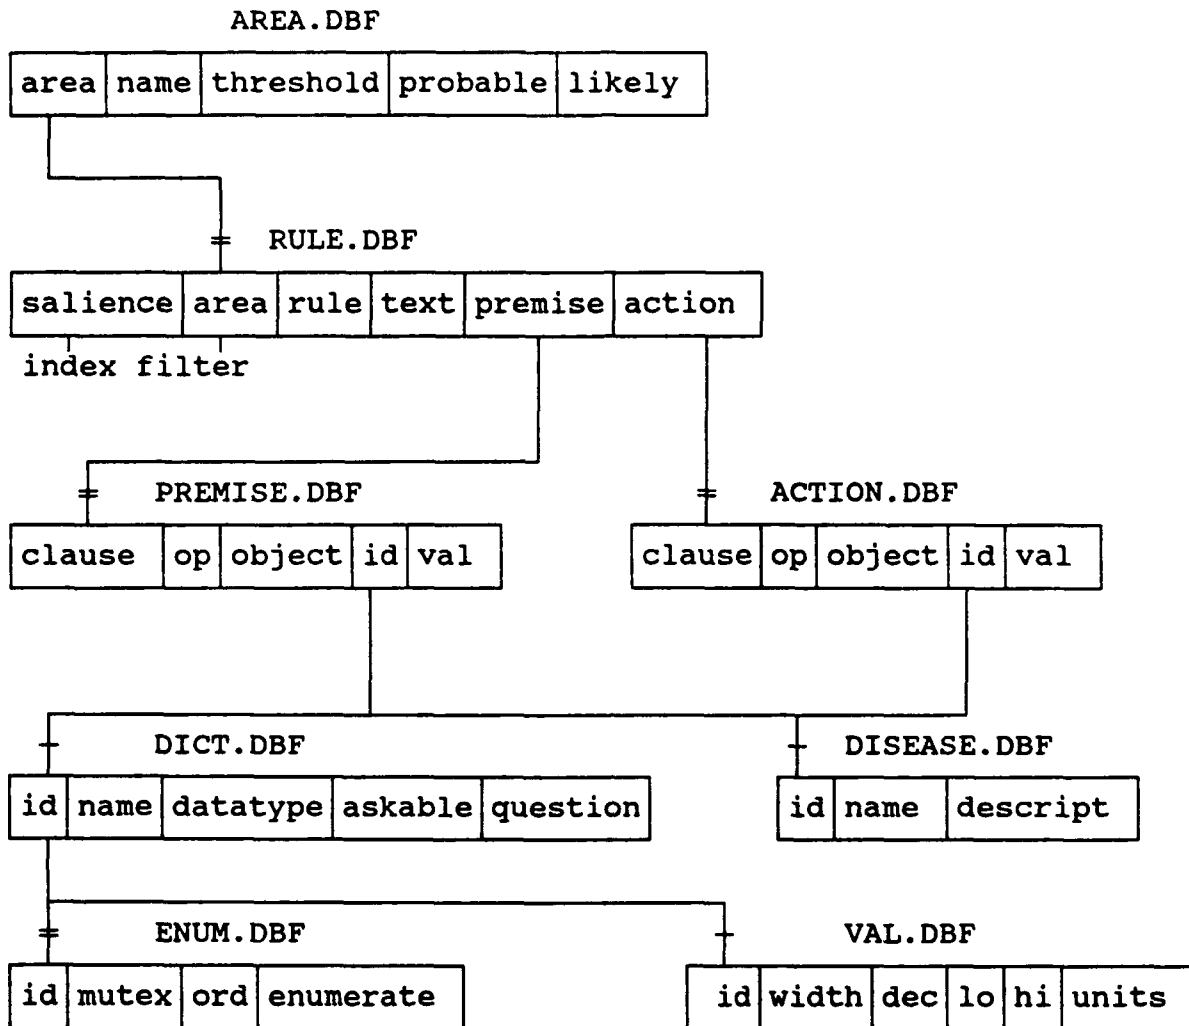 AREA.DBF
area name threshold probable likely
RULE.DBF
salience area rule text premise action
index filter
PREMISE.DBF ACTION.DBF
clause op object id val clause op object id val
DICT.DBF DISEASE.DBF
id name datatype askable question id name descript
ENUM.DBF VAL.DBF
id mutex ord enumerate id width dec lo hi units